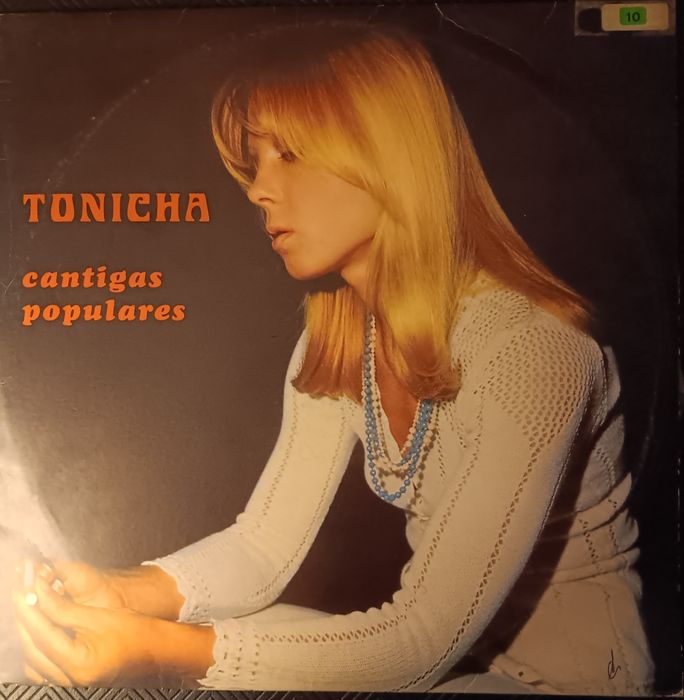 10
TONICHA
cantigas
populares